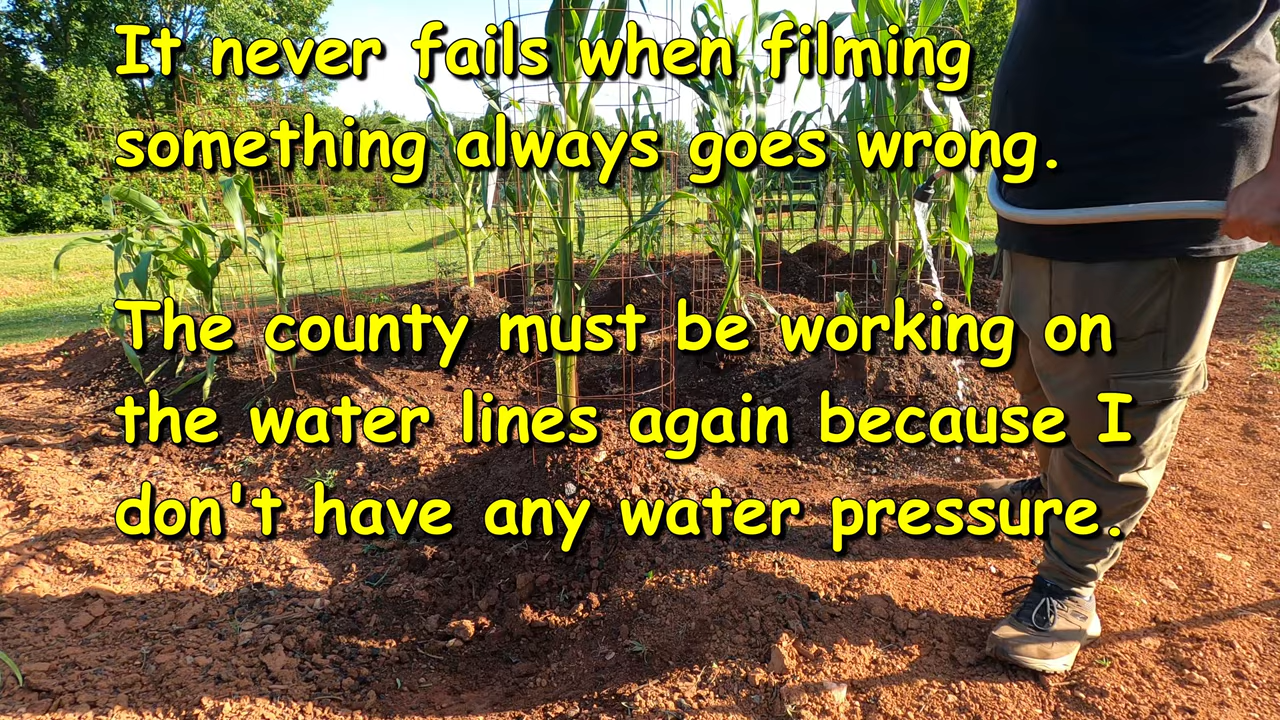 It never fails when filming
something always goes wrong.
The county must be working on
the water lines again because I
don't have any water pressure.